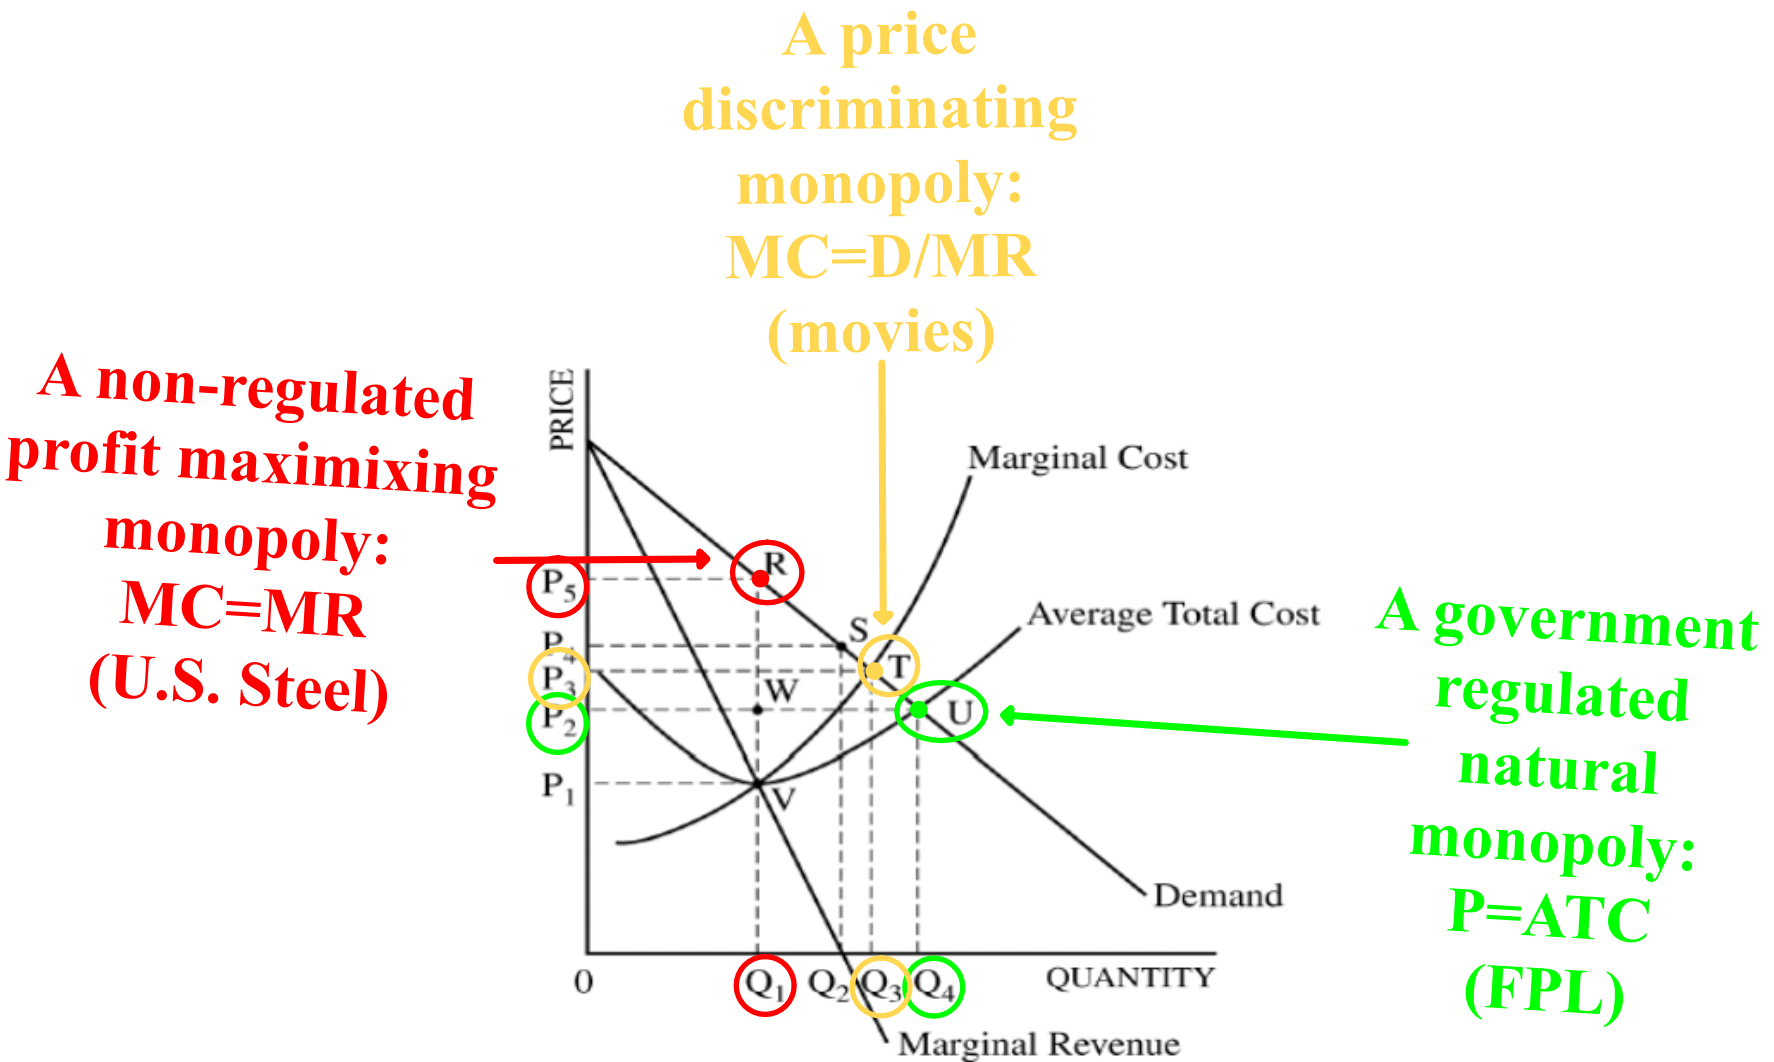 A price
discriminating
monopoly:
MC=D/MR
(movies)
A non-regulated
profit maximixing
monopoly:
MC=MR
(U.S. Steel)
PRICE
Marginal Cost
R
P5
Average Total Cost
S
P4
T
P3
W
U
P2
P1
V
Demand
0
Q1
Q2
Q3
Q4
QUANTITY
Marginal Revenue
A government
regulated
natural
monopoly:
P=ATC
(FPL)